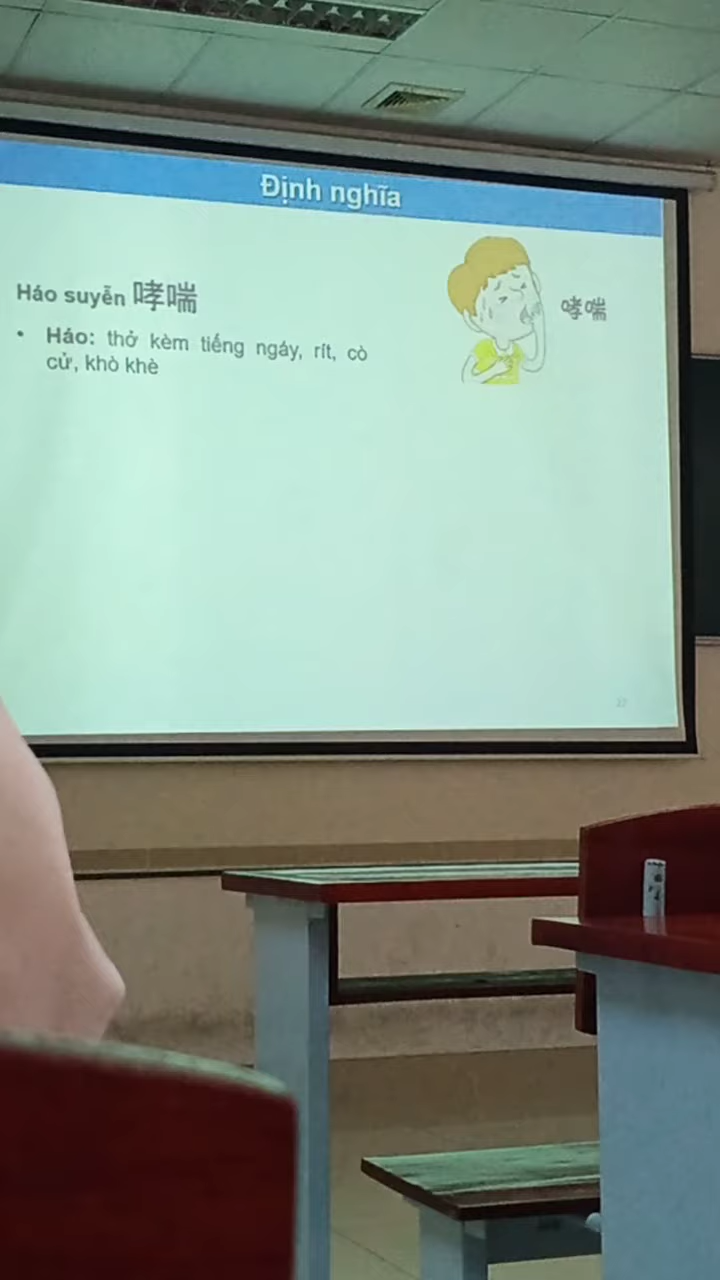 Định nghĩa
Háo suyễn 哮喘
哮喘
• Háo: thở kèm tiếng ngáy, rít, cò
cử, khò khè